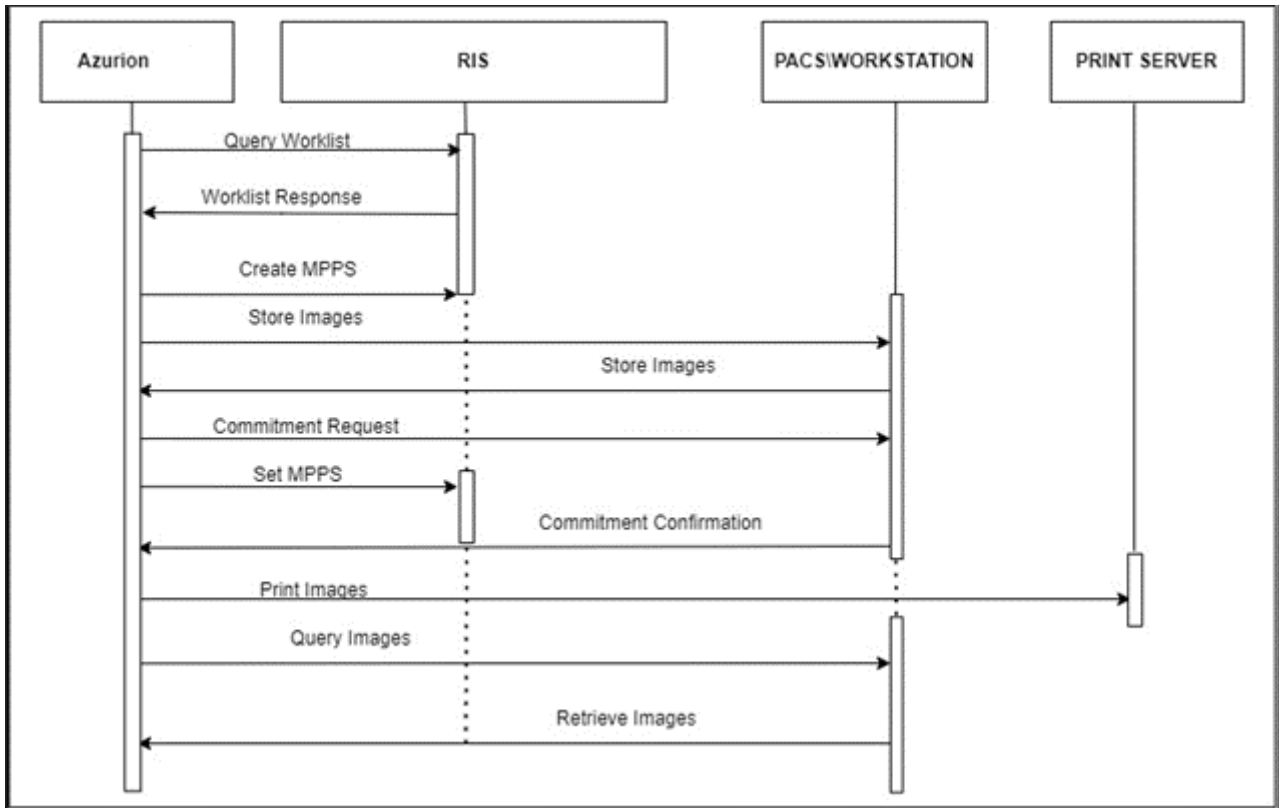 Azurion
RIS
PACS\WORKSTATION
PRINT SERVER
Query Worklist
Worklist Response
Create MPPS
Store Images
Store Images
Commitment Request
Set MPPS
Commitment Confirmation
Print Images
Query Images
Retrieve Images